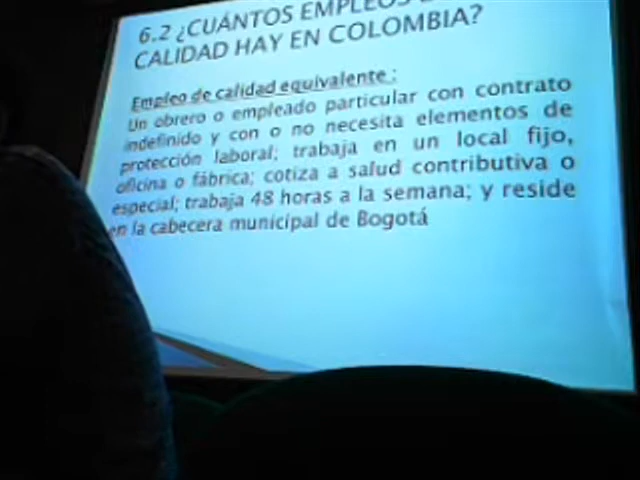 6.2 ¿CUÁNTOS EMPLEOS
CALIDAD HAY EN COLOMBIA?
Empleo de calidad equivalente :
Un obrero o empleado particular con contrato
indefinido y con o no necesita elementos de
protección laboral; trabaja en un local fijo,
oficina o fábrica; cotiza a salud contributiva o
especial; trabaja 48 horas a la semana; y reside
en la cabecera municipal de Bogotá